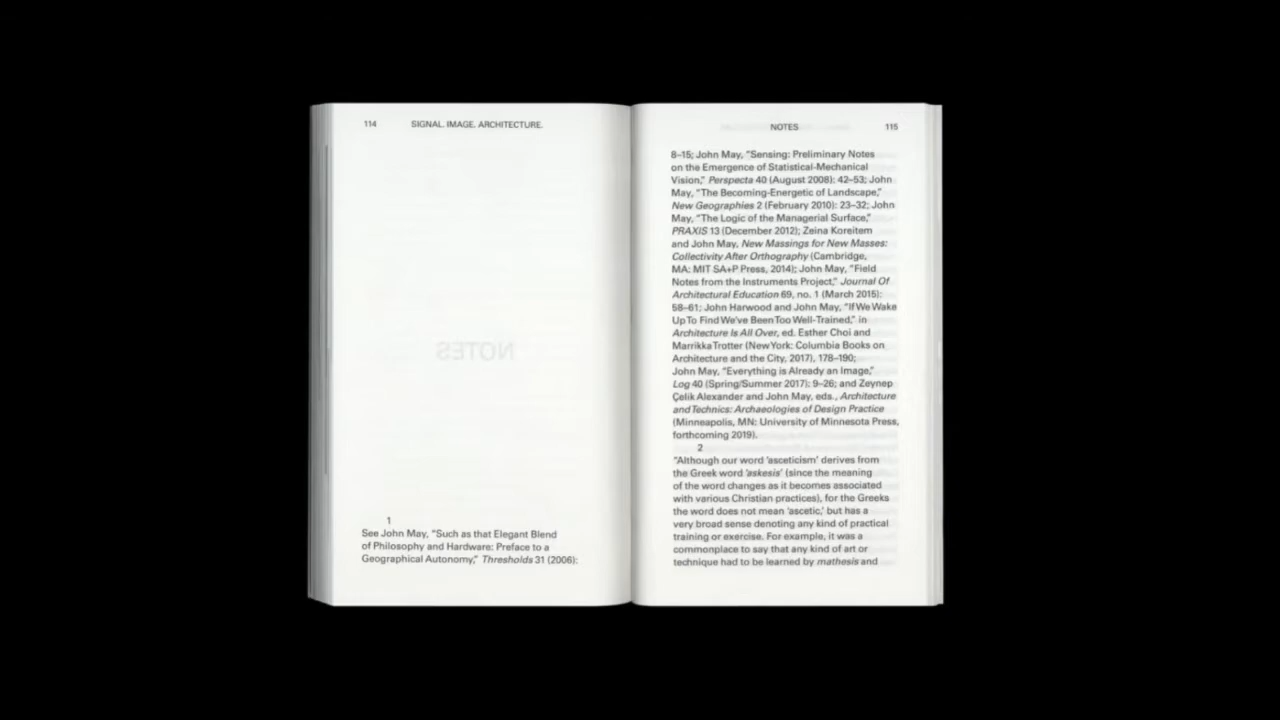 114
SIGNAL. IMAGE. ARCHITECTURE.
NOTES
1
See John May, “Such as that Elegant Blend
of Philosophy and Hardware: Preface to a
Geographical Autonomy,” Thresholds 31 (2006):
NOTES
115
8–15; John May, “Sensing: Preliminary Notes
on the Emergence of Statistical-Mechanical
Vision,” Perspecta 40 (August 2008): 42–53; John
May, “The Becoming-Energetic of Landscape,”
New Geographies 2 (February 2010): 23–32; John
May, “The Logic of the Managerial Surface,”
PRAXIS 13 (December 2012); Zeina Koreitem
and John May, New Massings for New Masses:
Collectivity After Orthography (Cambridge,
MA: MIT SA+P Press, 2014); John May, “Field
Notes from the Instruments Project,” Journal Of
Architectural Education 69, no. 1 (March 2015):
58–61; John Harwood and John May, “If We Wake
Up To Find We’ve Been Too Well-Trained,” in
Architecture Is All Over, ed. Esther Choi and
Marrikka Trotter (New York: Columbia Books on
Architecture and the City, 2017), 178–190;
John May, “Everything is Already an Image,”
Log 40 (Spring/Summer 2017): 9–26; and Zeynep
Çelik Alexander and John May, eds., Architecture
and Technics: Archaeologies of Design Practice
(Minneapolis, MN: University of Minnesota Press,
forthcoming 2019).
2
“Although our word ‘asceticism’ derives from
the Greek word ‘askesis’ (since the meaning
of the word changes as it becomes associated
with various Christian practices), for the Greeks
the word does not mean ‘ascetic,’ but has a
very broad sense denoting any kind of practical
training or exercise. For example, it was a
commonplace to say that any kind of art or
technique had to be learned by mathesis and